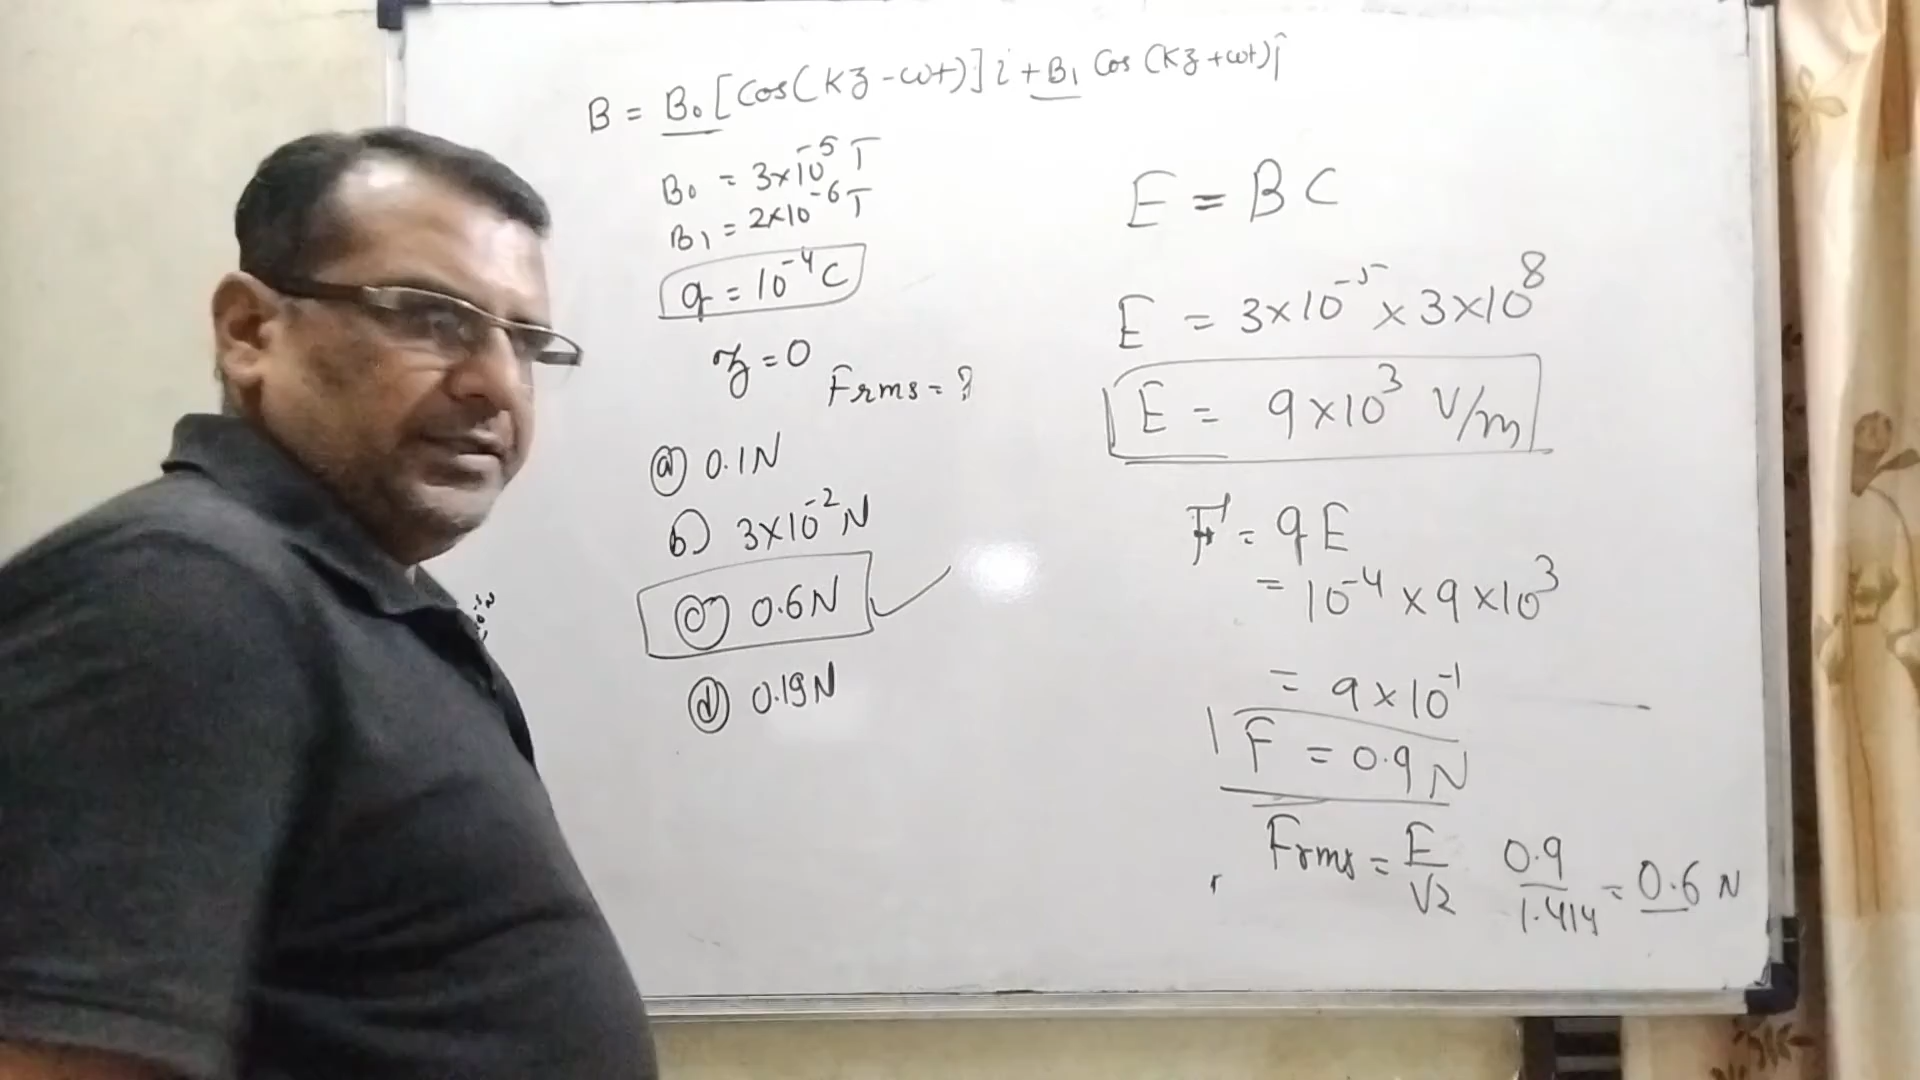 B = B₀ [cos(kz-ωt)] i + B₁ cos (kz+ωt) ĵ
B₀ = 3×10⁻⁵ T
B₁ = 2×10⁻⁶ T
q = 10⁻⁴ C
z = 0
Frms = ?
(a) 0.1N
b) 3×10⁻² N
(c) 0.6N
(d) 0.19N
E = B C
E = 3×10⁻⁵ × 3×10⁸
E = 9×10³ V/m
F = qE
= 10⁻⁴ × 9×10³
= 9×10⁻¹
F = 0.9 N
Frms = E/√2 0.9/1.414 = 0.6 N